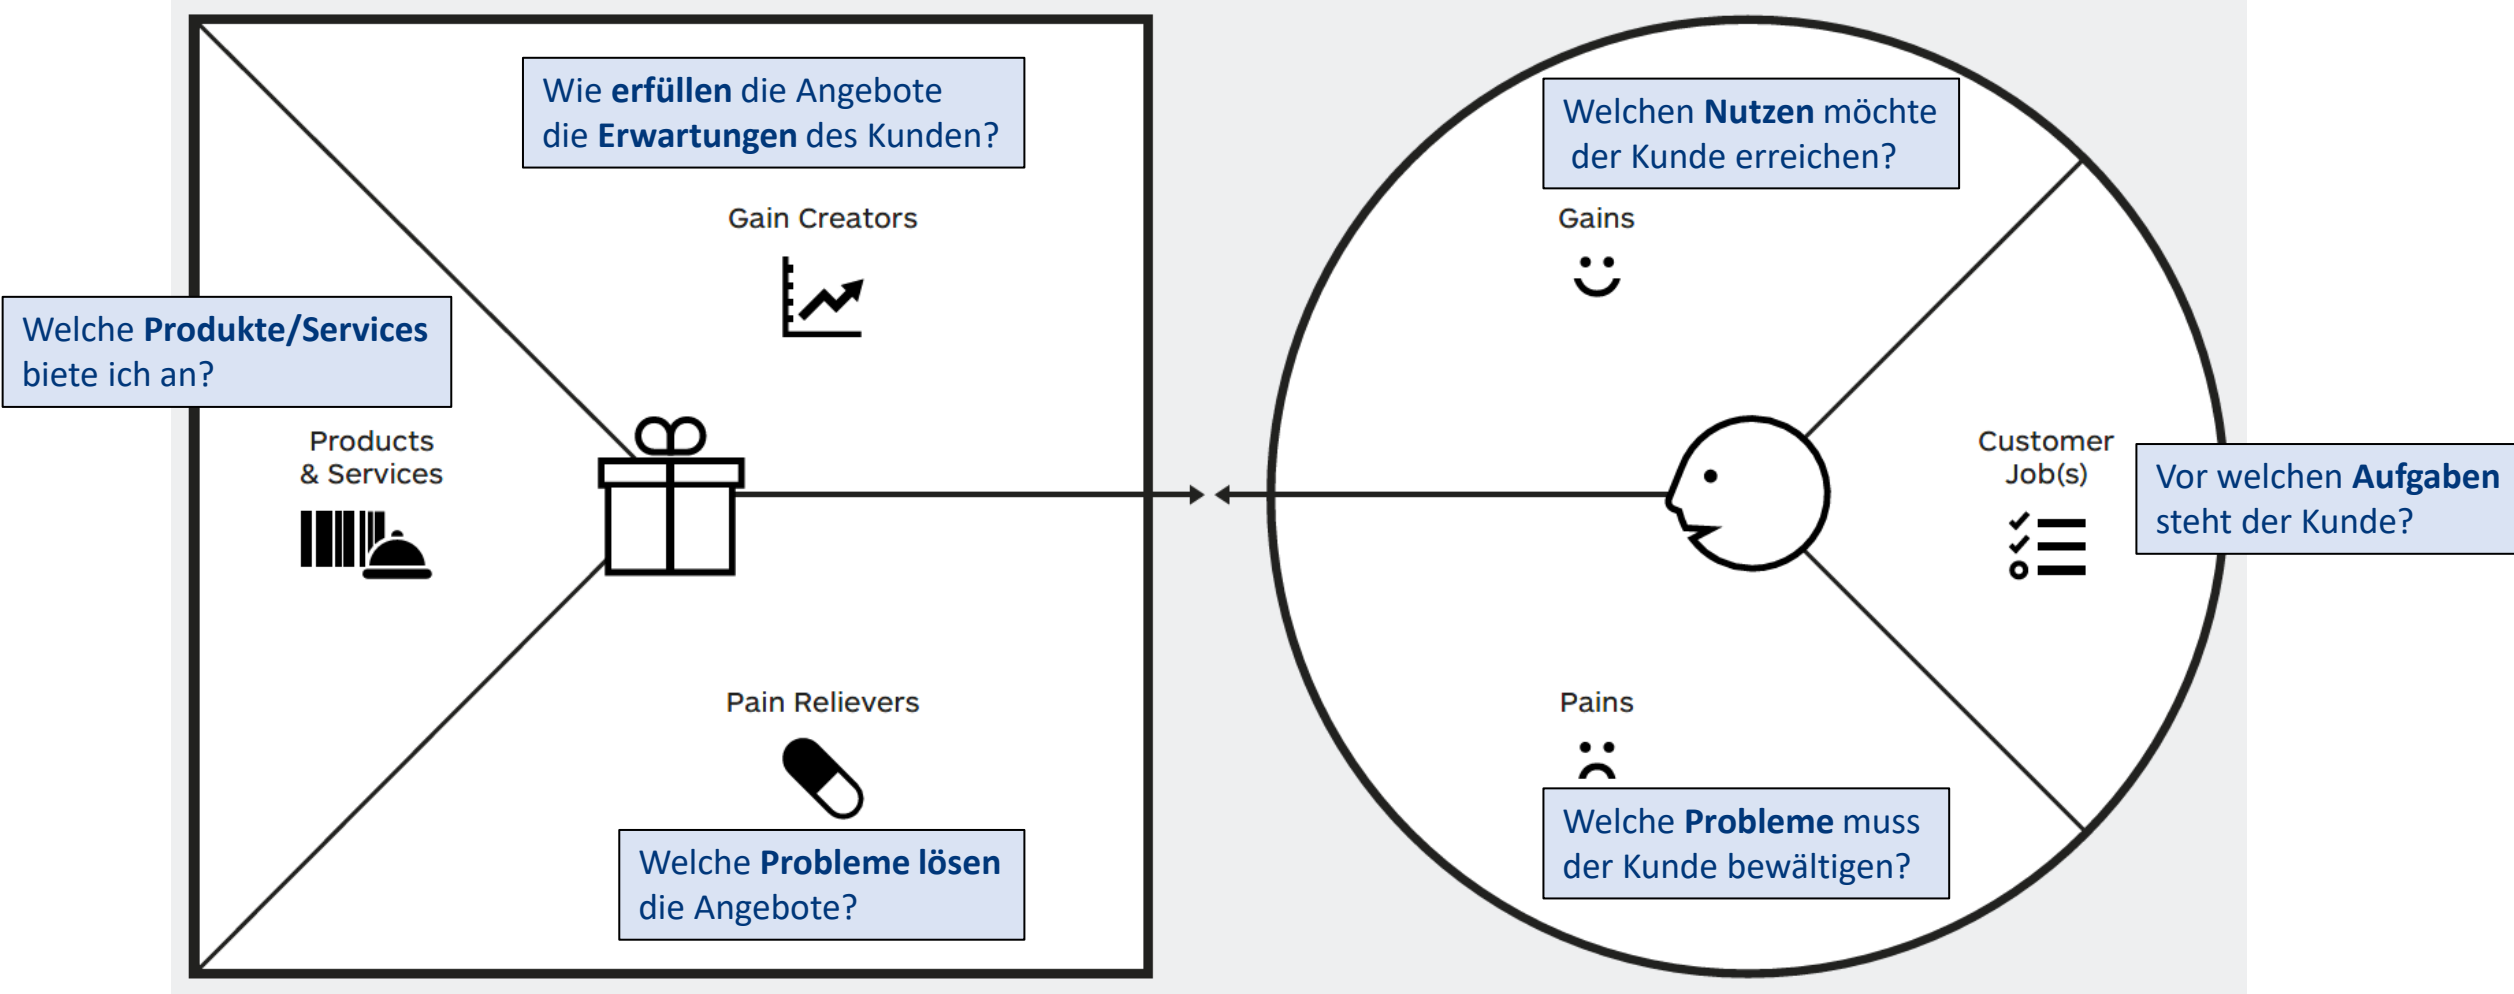 Wie erfüllen die Angebote
die Erwartungen des Kunden?
Gain Creators
Welche Produkte/Services
biete ich an?
Products
& Services
Pain Relievers
Welche Probleme lösen
die Angebote?
Welchen Nutzen möchte
der Kunde erreichen?
Gains
Customer
Job(s)
Vor welchen Aufgaben
steht der Kunde?
Pains
Welche Probleme muss
der Kunde bewältigen?